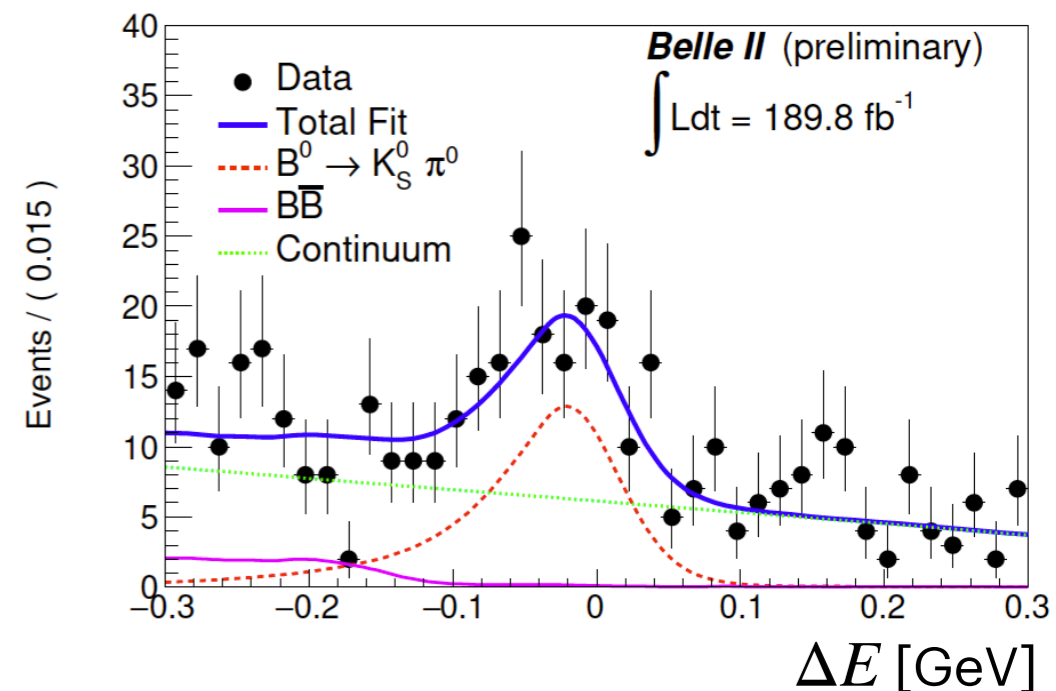 Belle II (preliminary)
∫Ldt = 189.8 fb⁻¹
Data
Total Fit
B⁰ → K⁰_S π⁰
BB̅
Continuum
Events / ( 0.015 )
40
35
30
25
20
15
10
5
0
−0.3 −0.2 −0.1 0 0.1 0.2 0.3
ΔE [GeV]